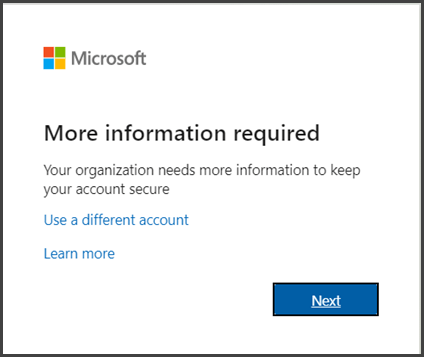 Microsoft
More information required
Your organization needs more information to keep
your account secure
Use a different account
Learn more
Next